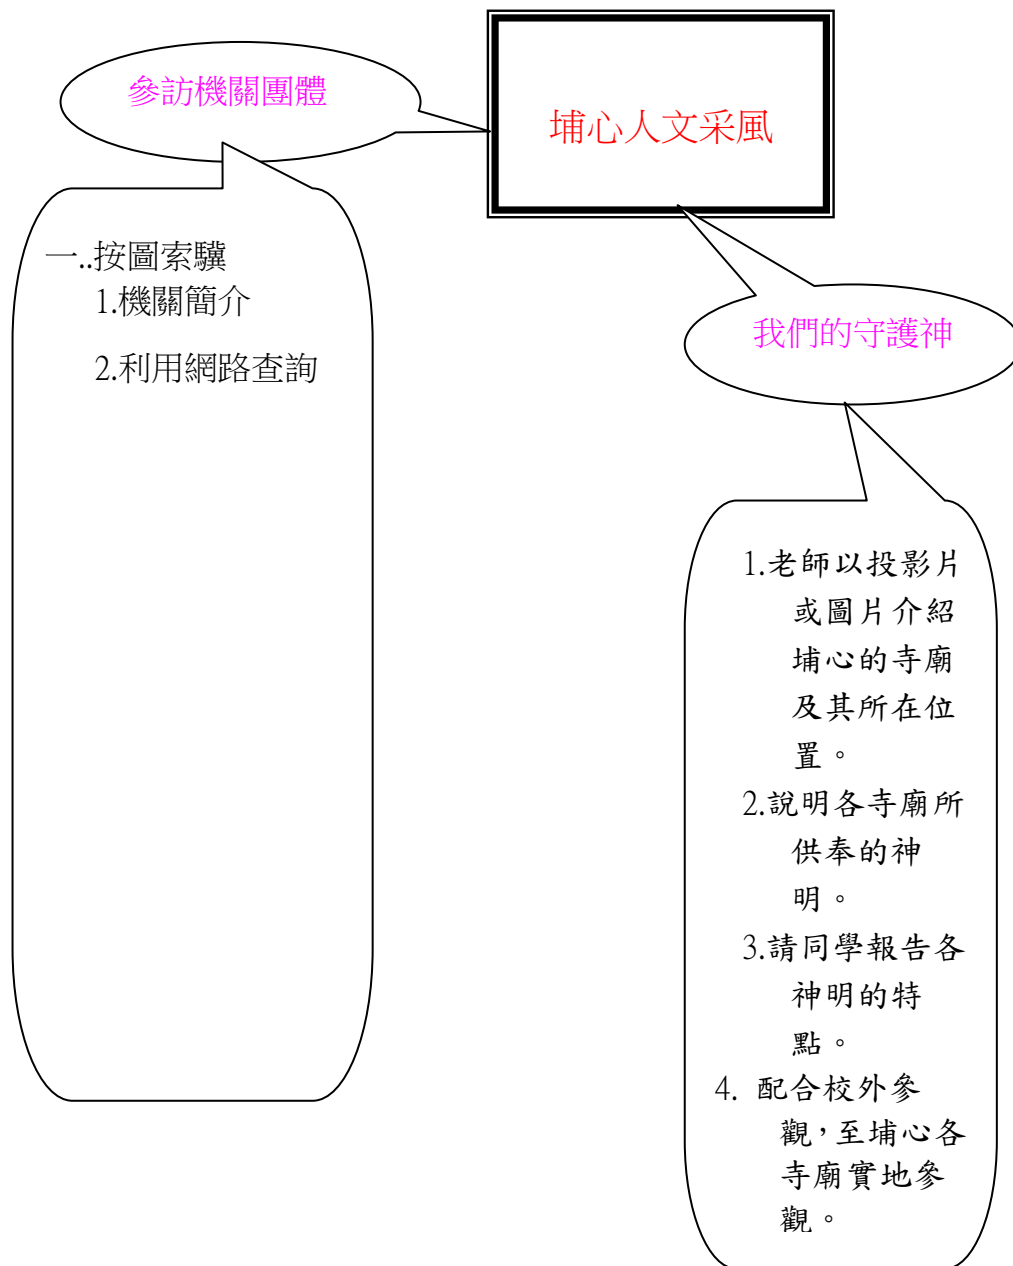 參訪機關團體
埔心人文采風
一..按圖索驥
1.機關簡介
2.利用網路查詢
我們的守護神
1.老師以投影片
或圖片介紹
埔心的寺廟
及其所在位
置。
2.說明各寺廟所
供奉的神
明。
3.請同學報告各
神明的特
點。
4. 配合校外參
觀，至埔心各
寺廟實地參
觀。